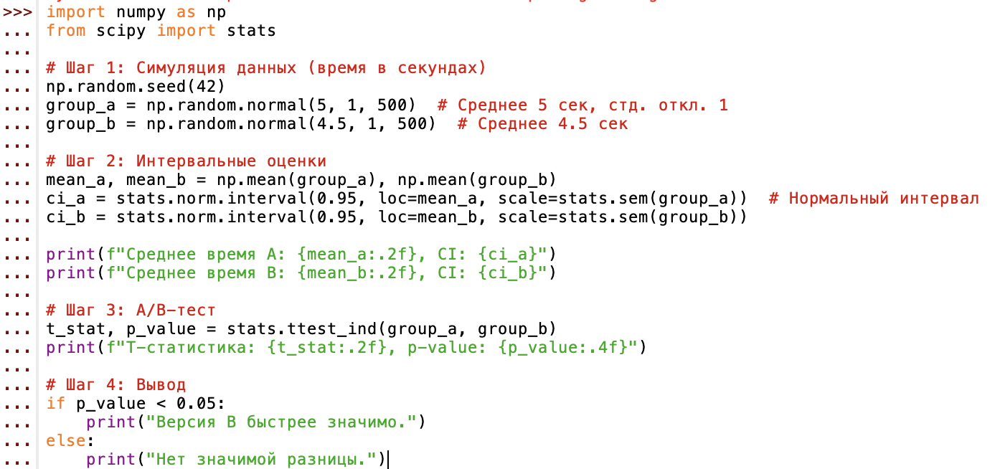 >>> import numpy as np
... from scipy import stats
...
... # Шаг 1: Симуляция данных (время в секундах)
... np.random.seed(42)
... group_a = np.random.normal(5, 1, 500)  # Среднее 5 сек, стд. откл. 1
... group_b = np.random.normal(4.5, 1, 500)  # Среднее 4.5 сек
...
... # Шаг 2: Интервальные оценки
... mean_a, mean_b = np.mean(group_a), np.mean(group_b)
... ci_a = stats.norm.interval(0.95, loc=mean_a, scale=stats.sem(group_a))  # Нормальный интервал
... ci_b = stats.norm.interval(0.95, loc=mean_b, scale=stats.sem(group_b))
...
... print(f"Среднее время A: {mean_a:.2f}, CI: {ci_a}")
... print(f"Среднее время B: {mean_b:.2f}, CI: {ci_b}")
...
... # Шаг 3: A/B-тест
... t_stat, p_value = stats.ttest_ind(group_a, group_b)
... print(f"T-статистика: {t_stat:.2f}, p-value: {p_value:.4f}")
...
... # Шаг 4: Вывод
... if p_value < 0.05:
...     print("Версия B быстрее значимо.")
... else:
...     print("Нет значимой разницы.")